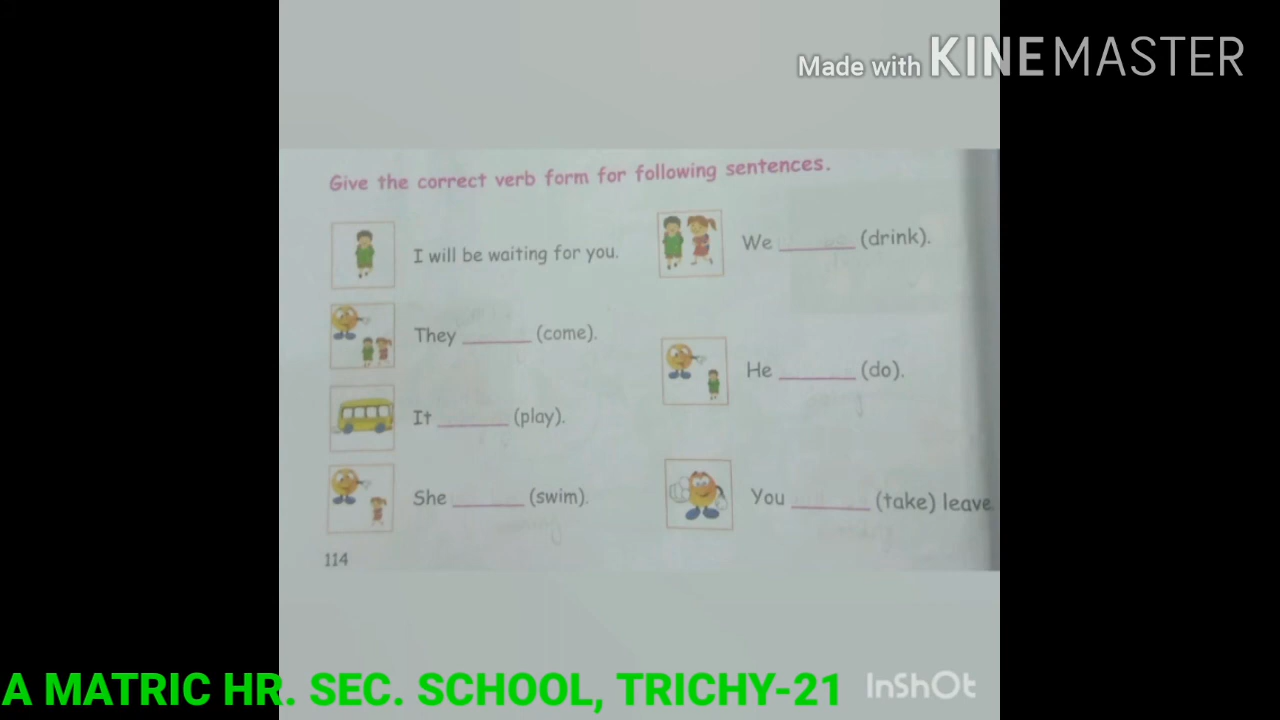 Made with KINEMASTER
Give the correct verb form for following sentences.
I will be waiting for you.
They ______ (come).
It ______ (play).
She ______ (swim).
We ______ (drink).
He ______ (do).
You ______ (take) leave
114
A MATRIC HR. SEC. SCHOOL, TRICHY-21
InShOt